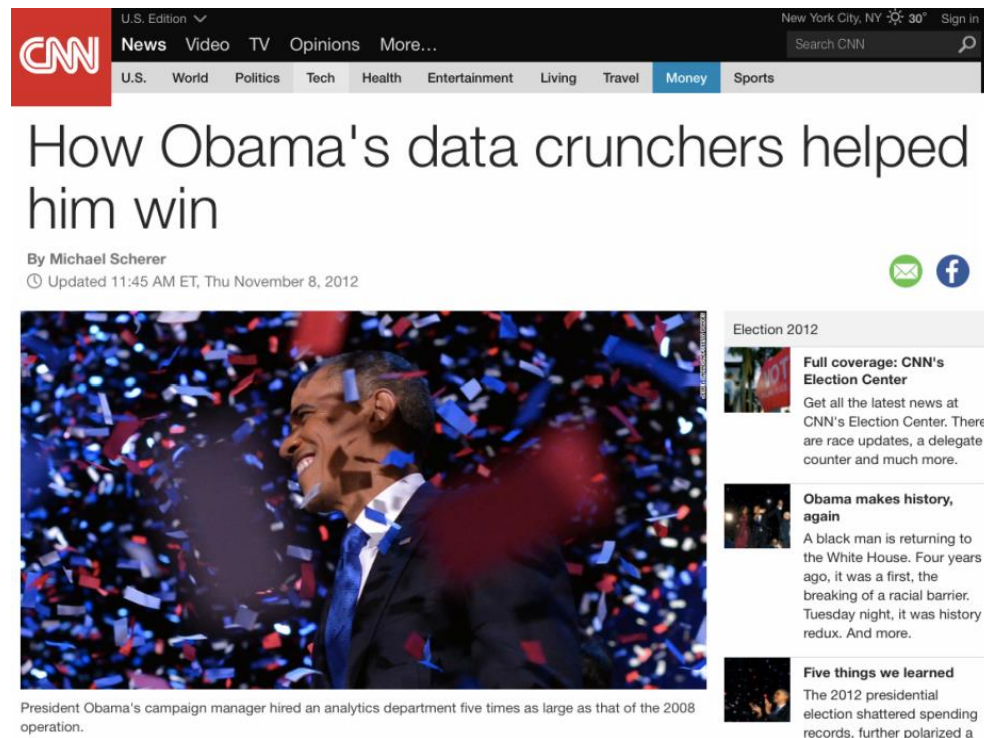 U.S. Edition
New York City, NY 30° Sign in
CNN
News Video TV Opinions More...
Search CNN
U.S. World Politics Tech Health Entertainment Living Travel Money Sports
How Obama's data crunchers helped
him win
By Michael Scherer
Updated 11:45 AM ET, Thu November 8, 2012
President Obama's campaign manager hired an analytics department five times as large as that of the 2008
operation.
Election 2012
Full coverage: CNN's
Election Center
Get all the latest news at
CNN's Election Center. There
are race updates, a delegate
counter and much more.
Obama makes history,
again
A black man is returning to
the White House. Four years
ago, it was a first, the
breaking of a racial barrier.
Tuesday night, it was history
redux. And more.
Five things we learned
The 2012 presidential
election shattered spending
records, further polarized a